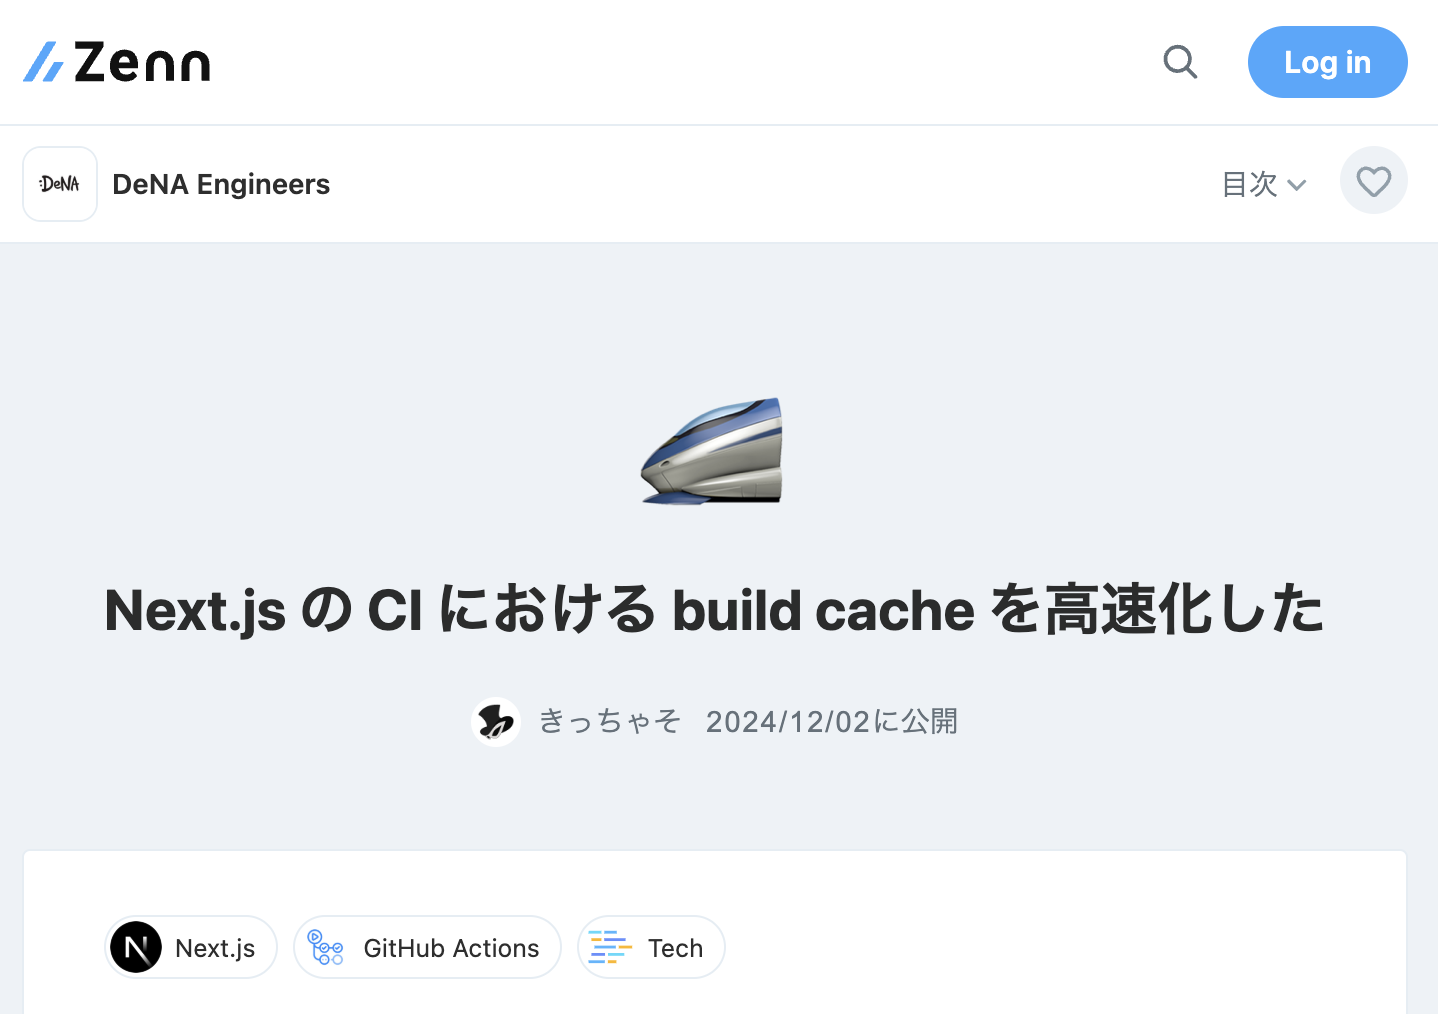 Zenn
Log in
DeNA
DeNA Engineers
目次
Next.js の CI における build cache を高速化した
きっちゃそ 2024/12/02に公開
N Next.js
GitHub Actions
Tech